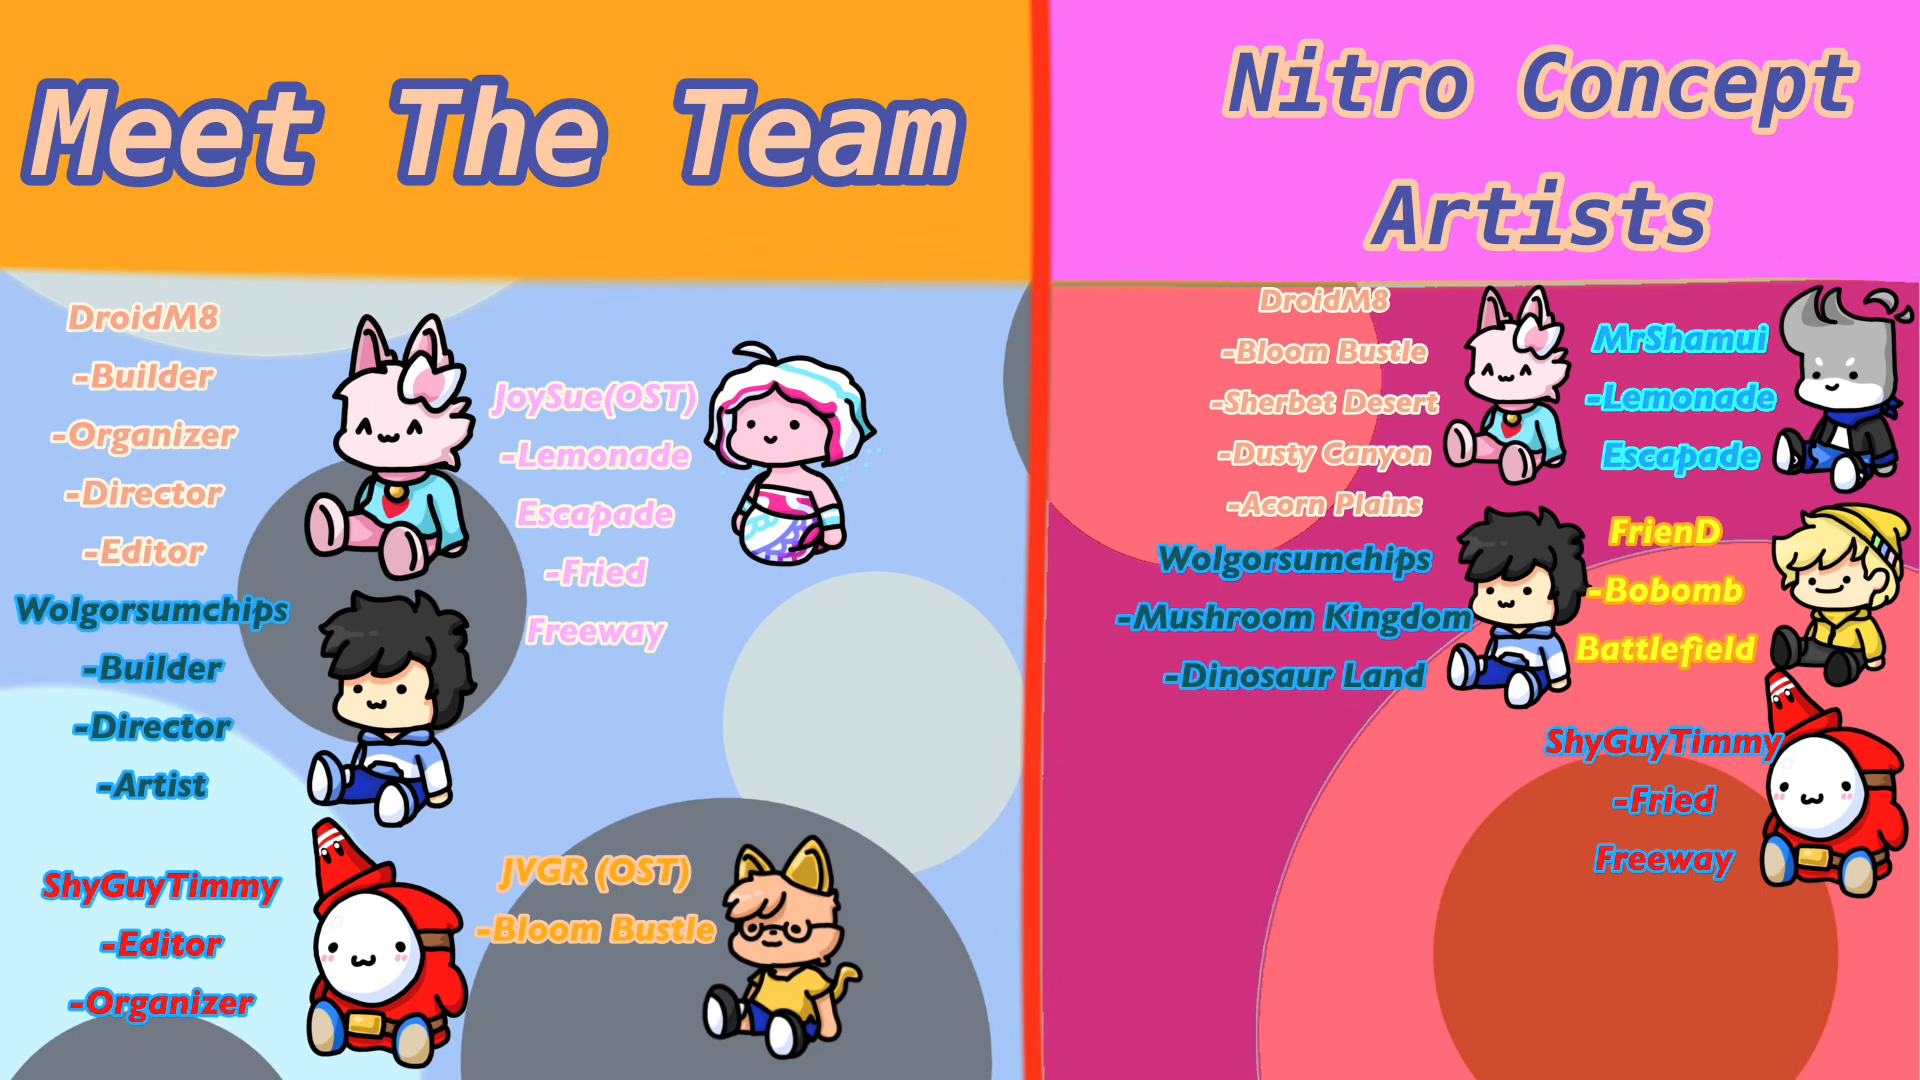 Meet The Team
DroidM8
-Builder
-Organizer
-Director
-Editor
Wolgorsumchips
-Builder
-Director
-Artist
ShyGuyTimmy
-Editor
-Organizer
JoySue(OST)
-Lemonade
Escapade
-Fried
Freeway
JVGR (OST)
-Bloom Bustle
Nitro Concept
Artists
DroidM8
-Bloom Bustle
-Sherbet Desert
-Dusty Canyon
-Acorn Plains
Wolgorsumchips
-Mushroom Kingdom
-Dinosaur Land
MrShamui
-Lemonade
Escapade
FrienD
-Bobomb
Battlefield
ShyGuyTimmy
-Fried
Freeway